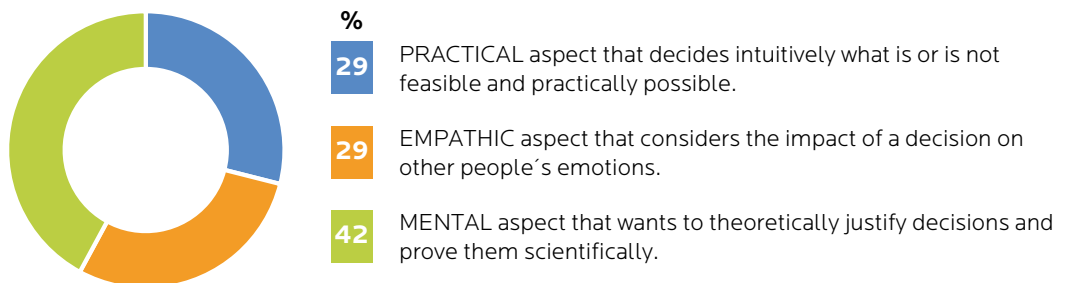 %
29
PRACTICAL aspect that decides intuitively what is or is not
feasible and practically possible.
29
EMPATHIC aspect that considers the impact of a decision on
other people´s emotions.
42
MENTAL aspect that wants to theoretically justify decisions and
prove them scientifically.